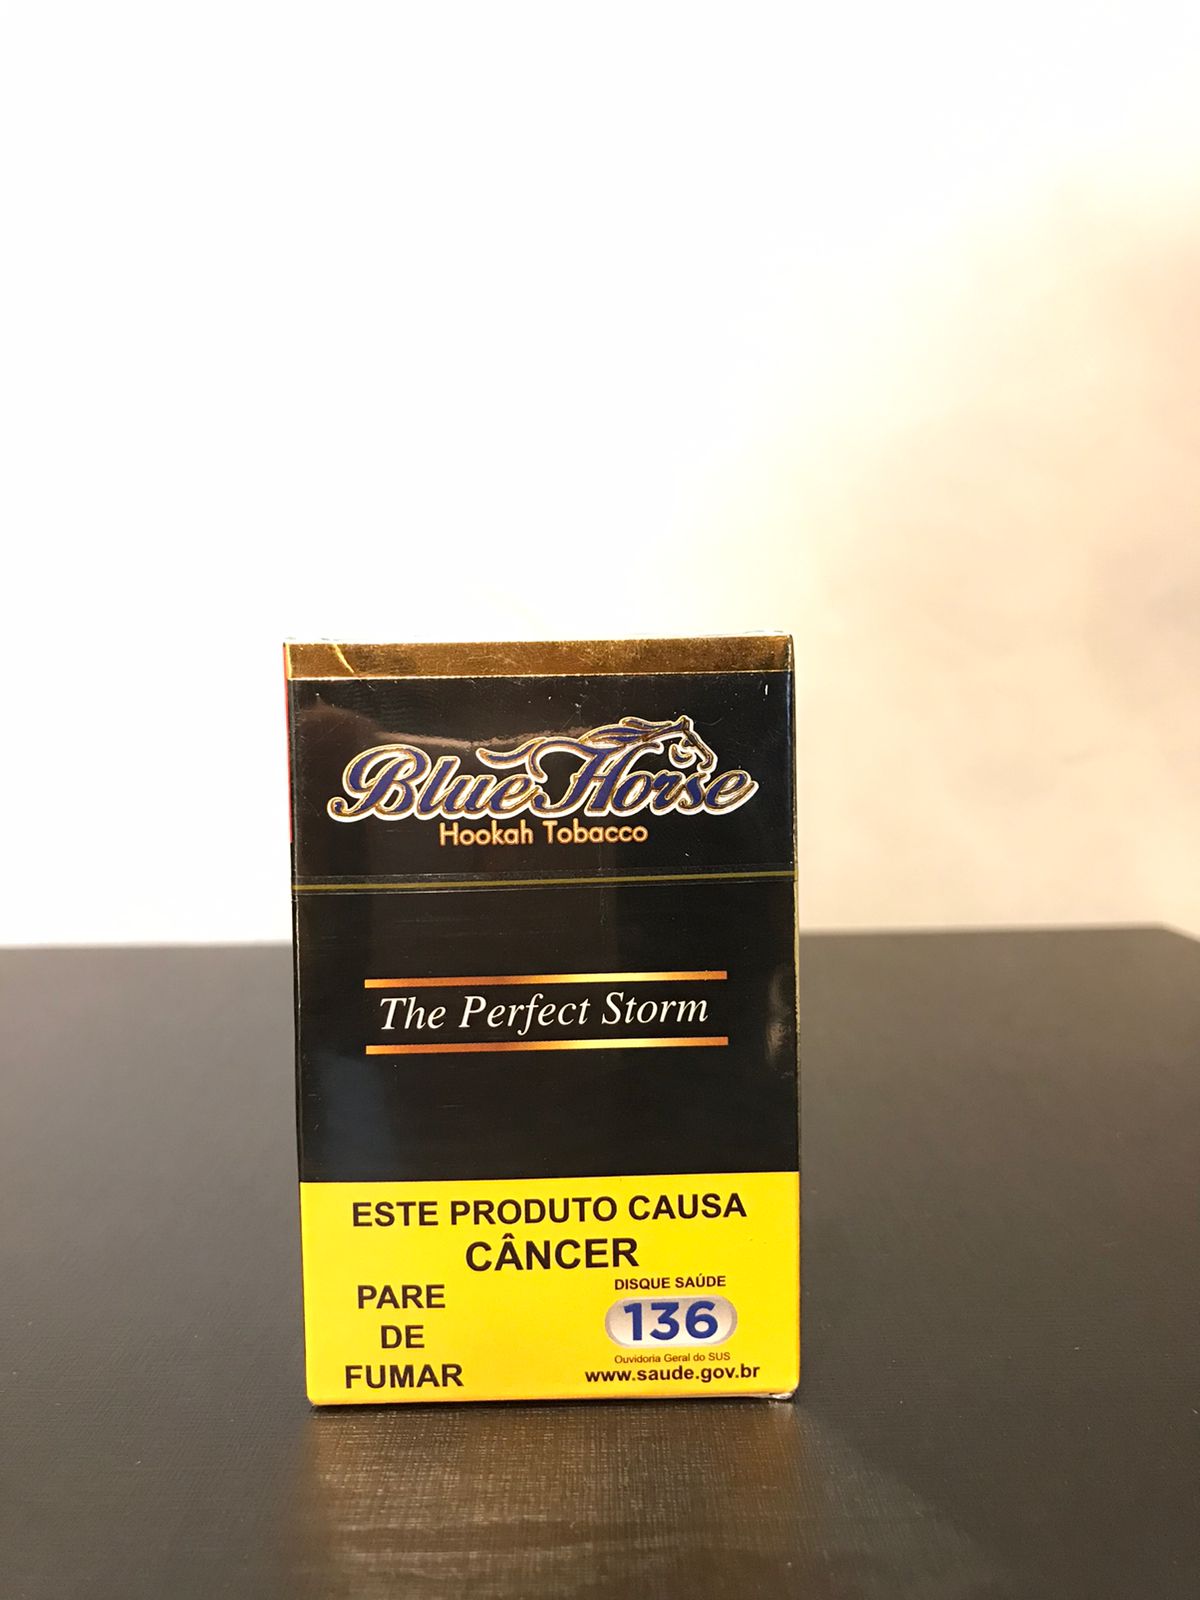 Blue Horse
Hookah Tobacco
The Perfect Storm
ESTE PRODUTO CAUSA
CÂNCER
PARE
DE
FUMAR
DISQUE SAÚDE
136
Ouvidoria Geral do SUS
www.saude.gov.br